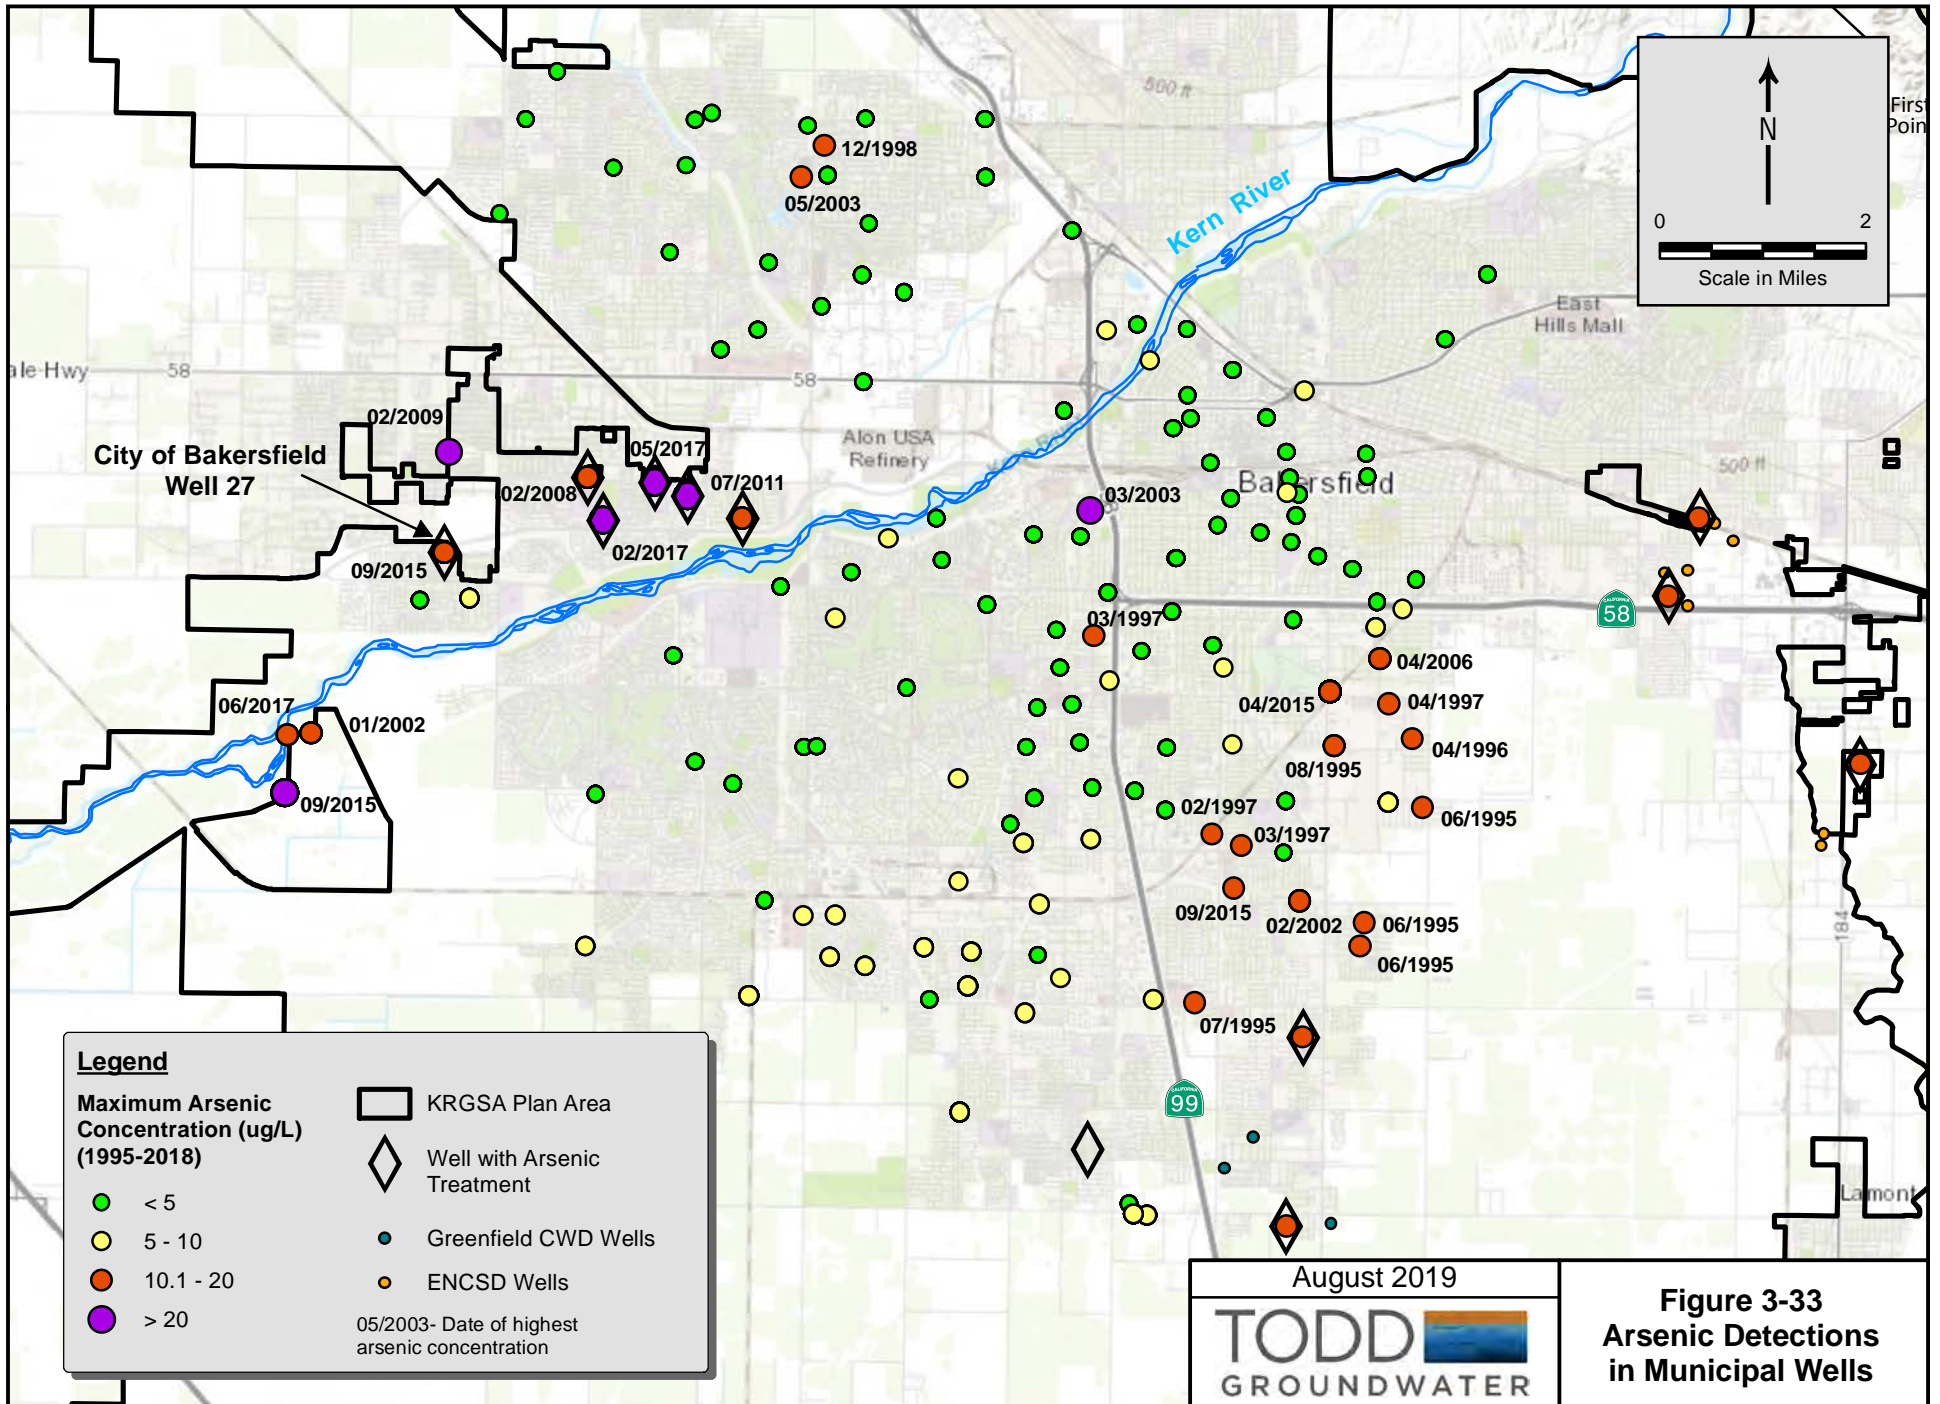 500 ft
First
Poin
N
0 2
Scale in Miles
12/1998
05/2003
Kern River
East
Hills Mall
ale Hwy
58
58
02/2009
05/2017
Alon USA
Refinery
City of Bakersfield
Well 27
02/2008
07/2011
03/2003
Bakersfield
500 ft
02/2017
09/2015
58
03/1997
04/2006
06/2017
01/2002
04/2015
04/1997
04/1996
08/1995
09/2015
02/1997
06/1995
03/1997
09/2015
02/2002
06/1995
06/1995
184
07/1995
CALIFORNIA
99
Lamont
Legend
Maximum Arsenic
Concentration (ug/L)
(1995-2018)
< 5
5 - 10
10.1 - 20
> 20
KRGSA Plan Area
Well with Arsenic
Treatment
Greenfield CWD Wells
ENCSD Wells
05/2003- Date of highest
arsenic concentration
August 2019
TODD
GROUNDWATER
Figure 3-33
Arsenic Detections
in Municipal Wells